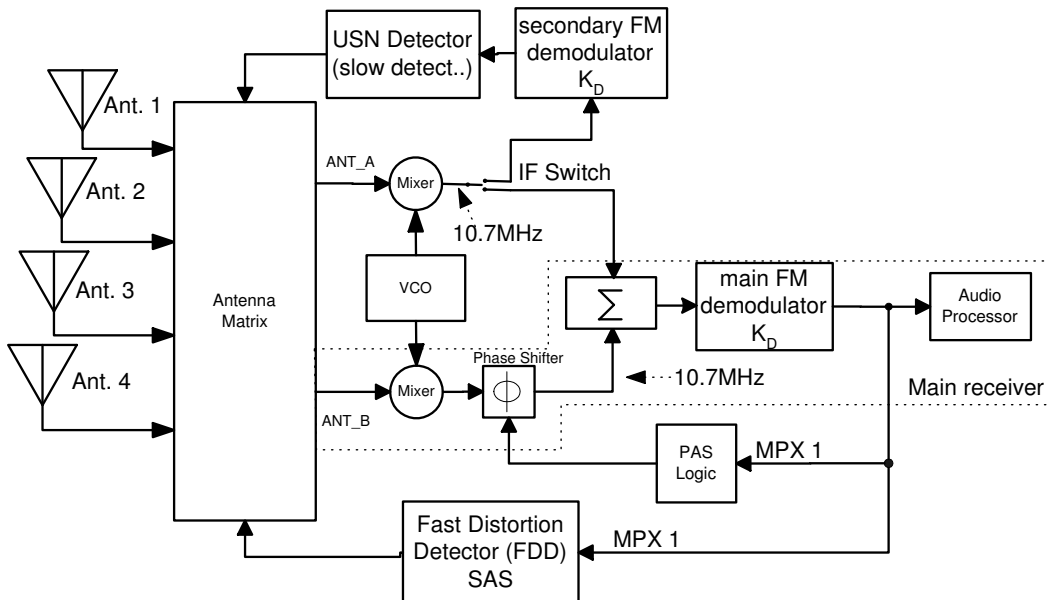 USN Detector
(slow detect..)
secondary FM
demodulator
K_D
Ant. 1
Ant. 2
Ant. 3
Ant. 4
Antenna
Matrix
ANT_A
Mixer
IF Switch
10.7MHz
VCO
Σ
main FM
demodulator
K_D
Audio
Processor
Phase Shifter
Φ
Mixer
ANT_B
10.7MHz
Main receiver
PAS
Logic
MPX 1
Fast Distortion
Detector (FDD)
SAS
MPX 1